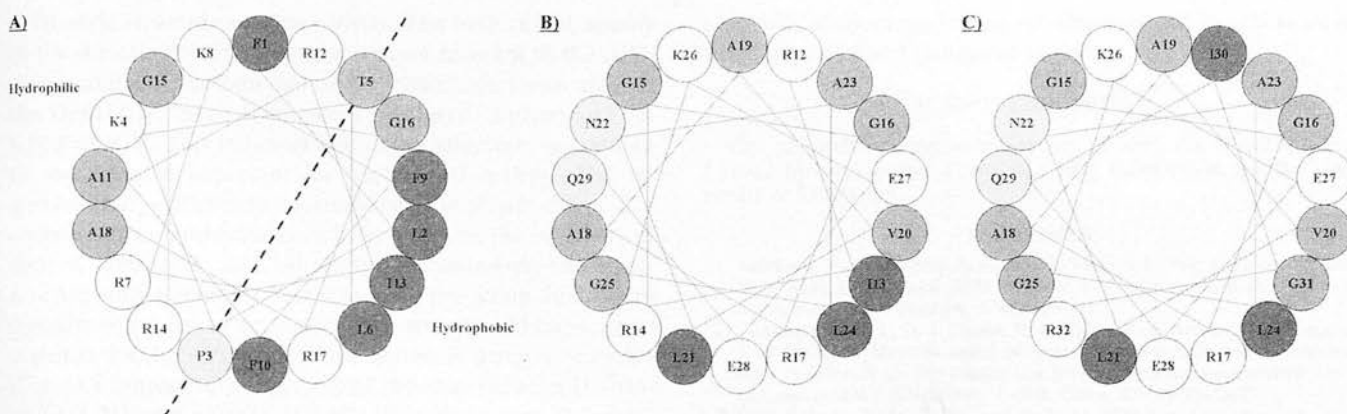 A)
K8
F1
R12
T5
G16
F9
L2
I13
L6
R17
F10
P3
R14
R7
A18
A11
K4
G15
Hydrophilic
Hydrophobic
B)
K26
A19
R12
A23
G16
E27
V20
I13
L24
R17
E28
L21
R14
G25
A18
Q29
N22
G15
C)
K26
A19
I30
A23
G16
E27
V20
G31
L24
R17
E28
L21
R32
G25
A18
Q29
N22
G15